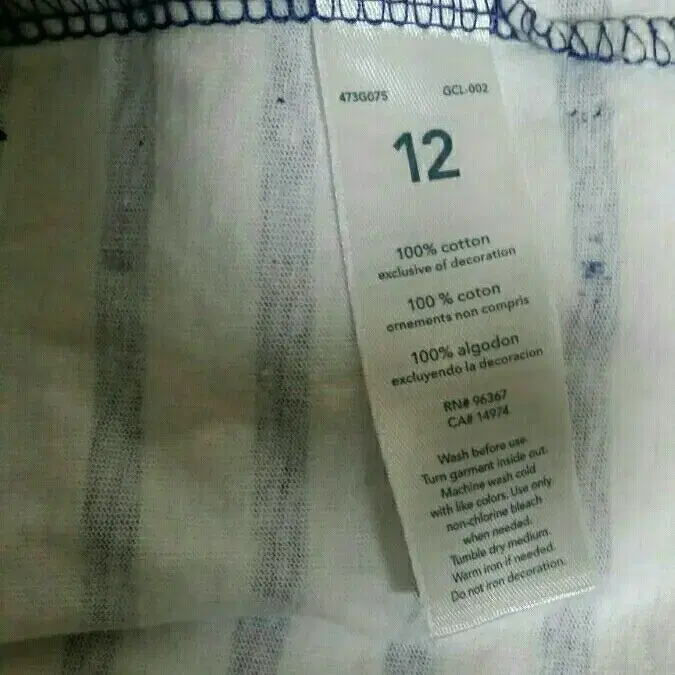 473G075 GCL-002
12
100% cotton
exclusive of decoration
100 % coton
ornements non compris
100% algodon
excluyendo la decoracion
RN# 96367
CA# 14974
Wash before use.
Turn garment inside out.
Machine wash cold
with like colors. Use only
non-chlorine bleach
when needed.
Tumble dry medium.
Warm iron if needed.
Do not iron decoration.